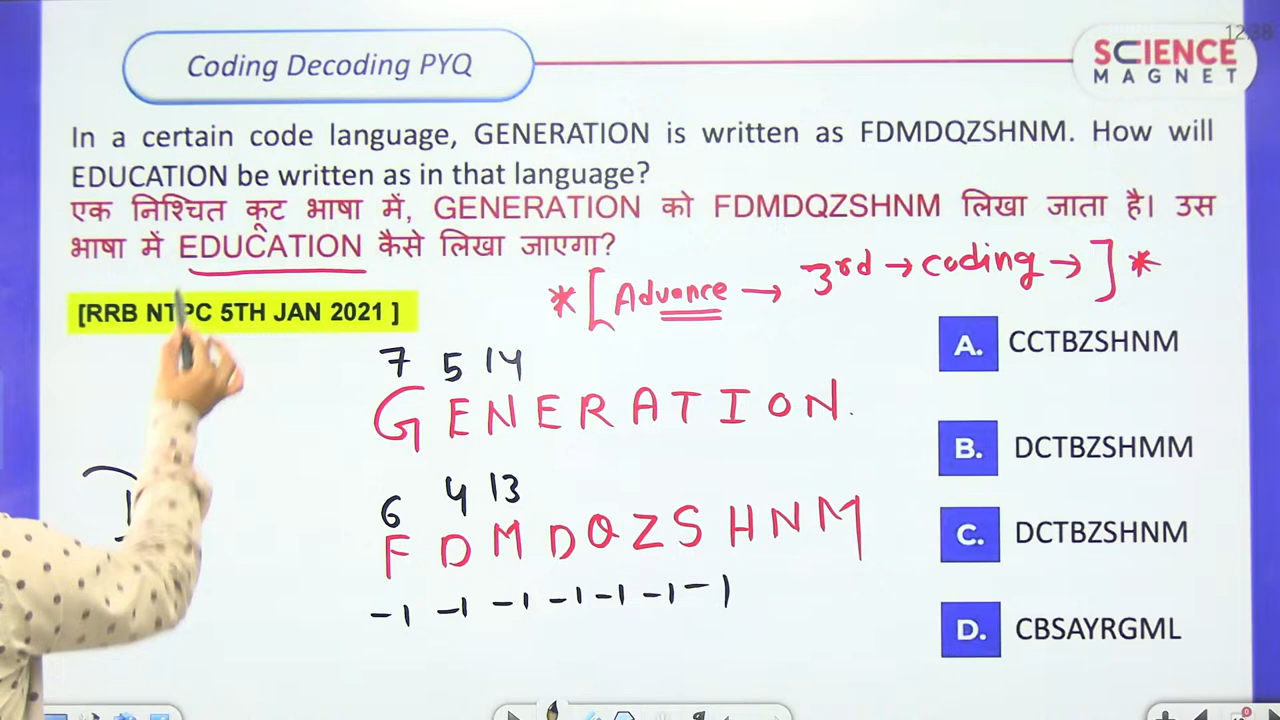 12:38
Coding Decoding PYQ
SCIENCE
MAGNET
In a certain code language, GENERATION is written as FDMDQZSHNM. How will
EDUCATION be written as in that language?
एक निश्चित कूट भाषा में, GENERATION को FDMDQZSHNM लिखा जाता है। उस
भाषा में EDUCATION कैसे लिखा जाएगा?
*[Advance → 3rd → coding → ]*
[RRB NTPC 5TH JAN 2021 ]
7 5 14
GENERATION.
6 4 13
FDMDQZSHNM
-1 -1 -1 -1 -1 -1 -1
A. CCTBZSHNM
B. DCTBZSHMM
C. DCTBZSHNM
D. CBSAYRGML